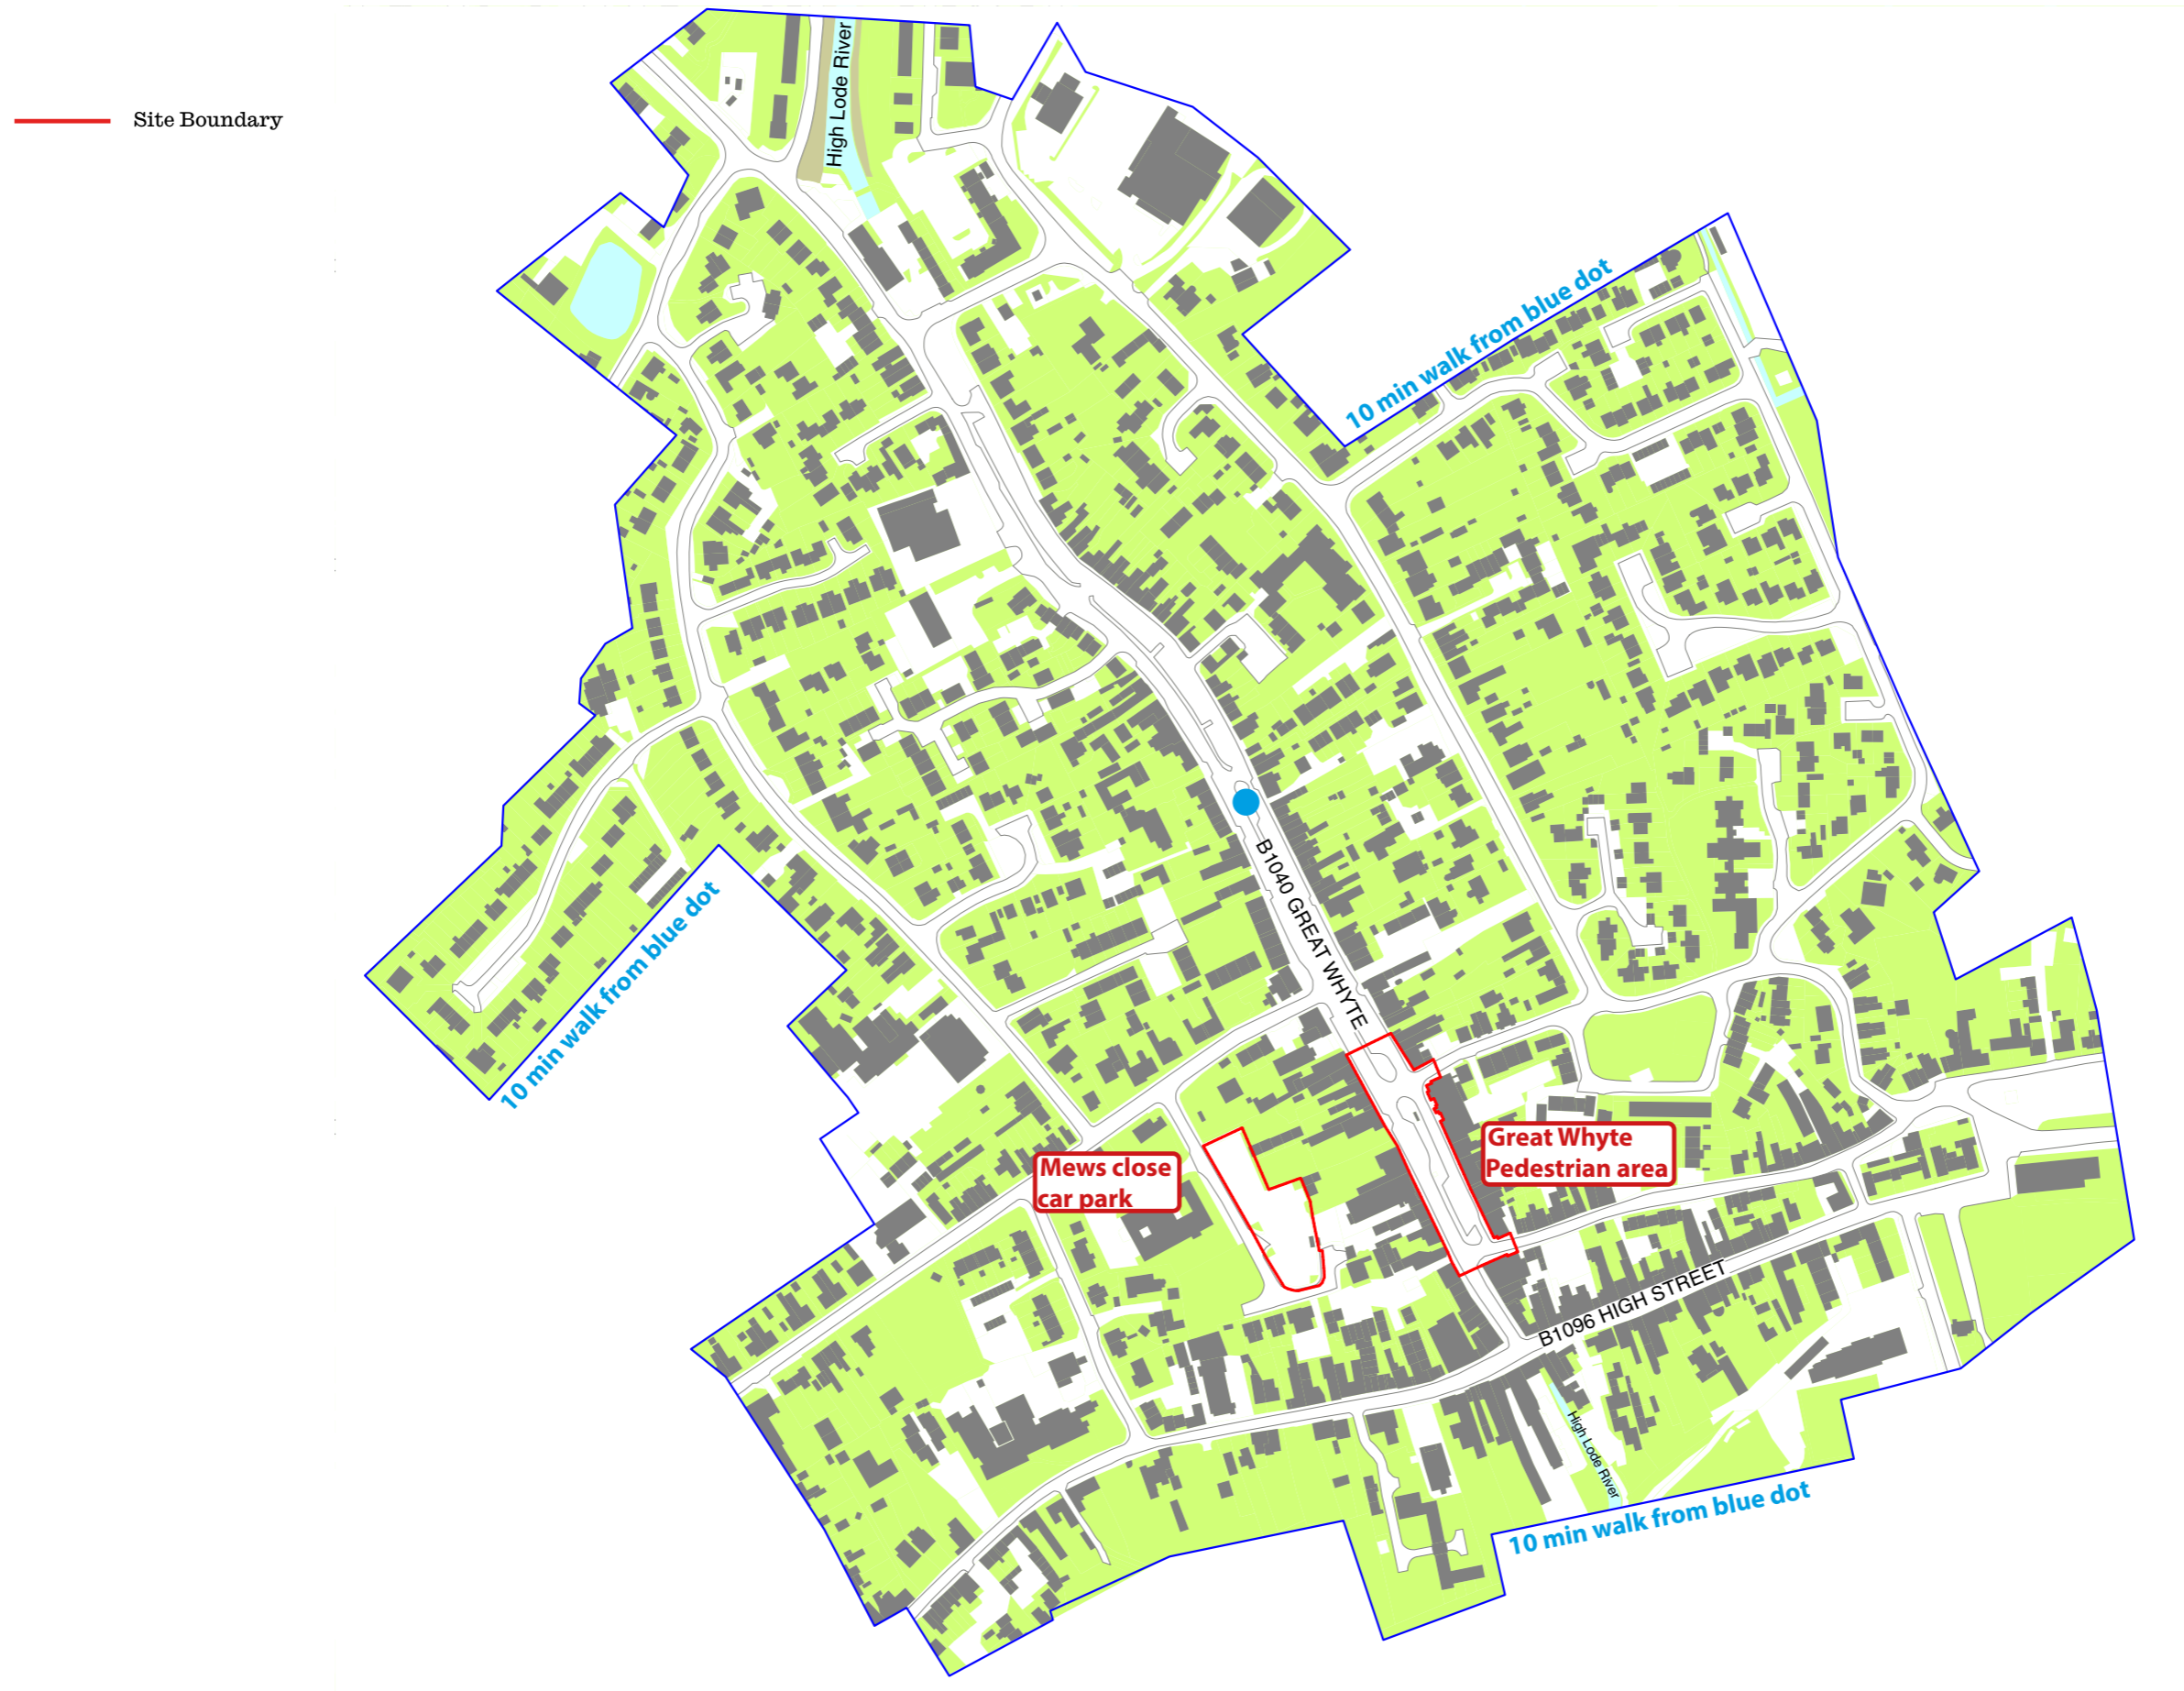 High Lode River
Site Boundary
10 min walk from blue dot
B1040 GREAT WHYTE
10 min walk from blue dot
Great Whyte
Pedestrian area
Mews close
car park
B1096 HIGH STREET
High Lode River
10 min walk from blue dot